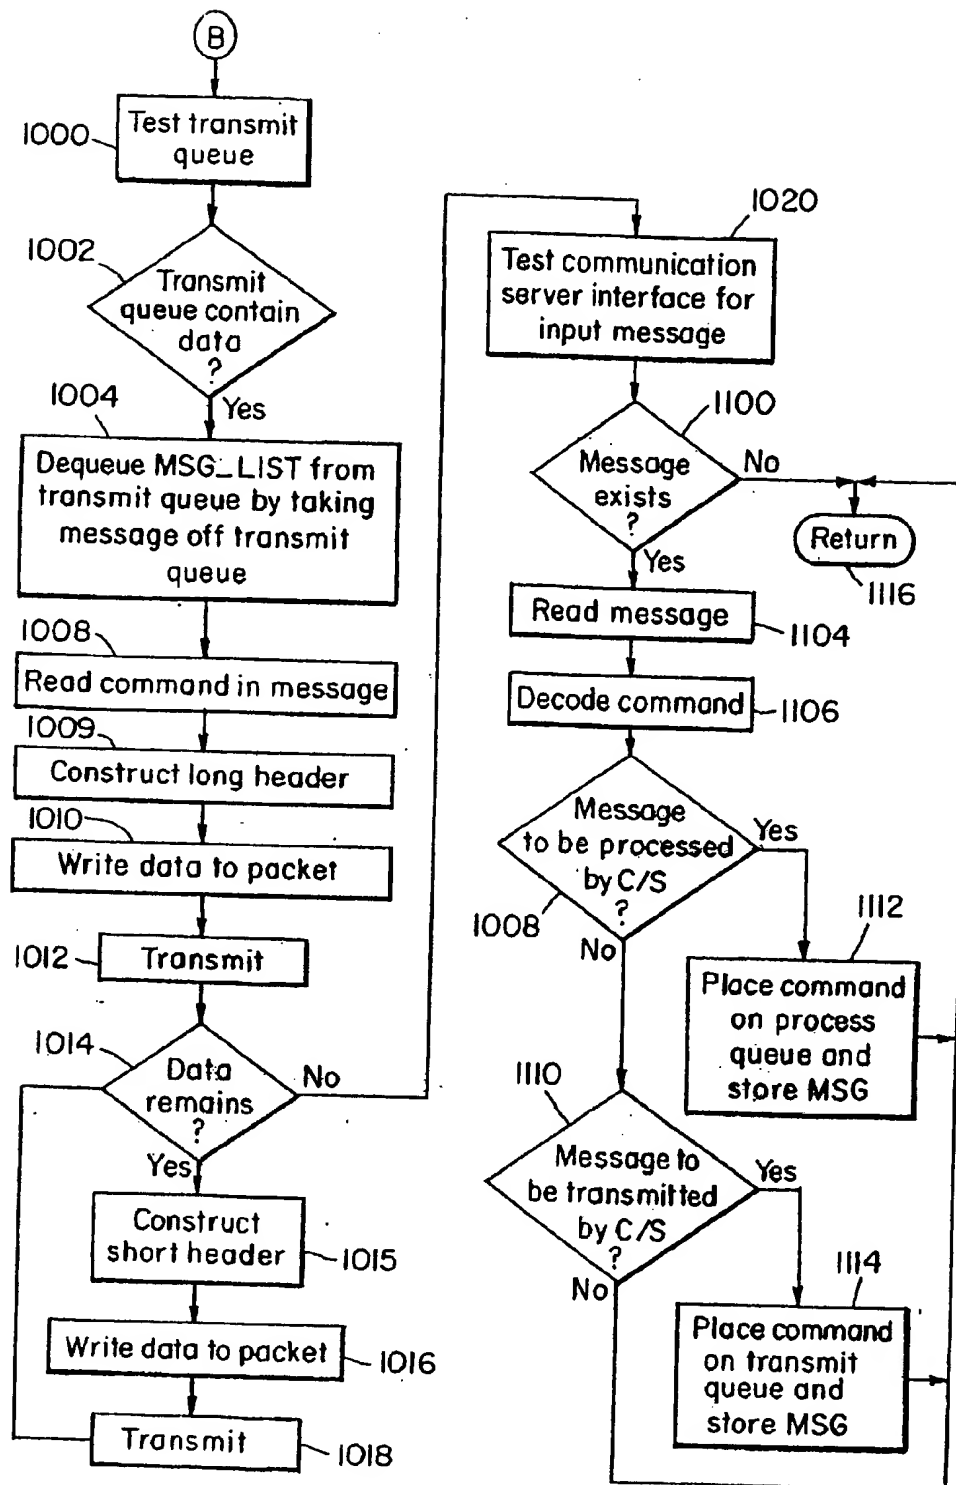 B
1000
Test transmit
queue
1002
Transmit
queue contain
data
?
Yes
1004
Dequeue MSG_LIST from
transmit queue by taking
message off transmit
queue
1008
Read command in message
1009
Construct long header
1010
Write data to packet
1012
Transmit
1014
Data
remains
?
No
Yes
Construct
short header
1015
Write data to packet
1016
Transmit
1018
1020
Test communication
server interface for
input message
1100
Message
exists
?
No
Yes
Return
1116
Read message
1104
Decode command
1106
Message
to be processed
by C/S
?
Yes
1008
No
1112
Place command
on process
queue and
store MSG
1110
Message to
be transmitted
by C/S
?
Yes
No
1114
Place command
on transmit
queue and
store MSG